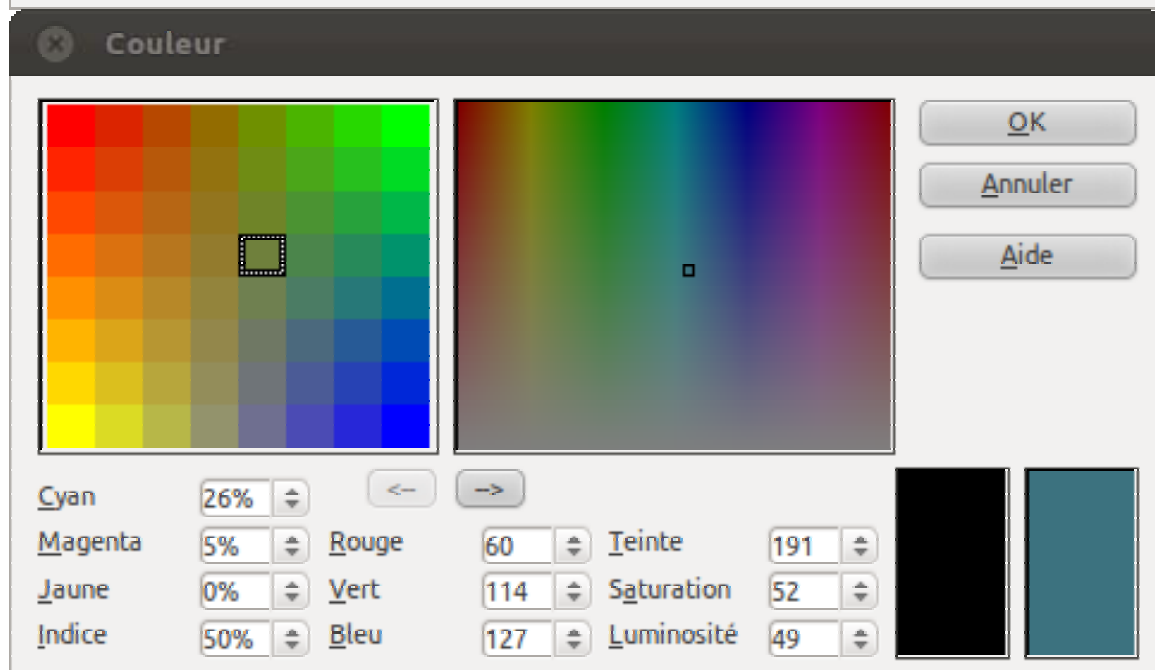 Couleur
OK
Annuler
Aide
<-- -->
Cyan 26%
Magenta 5% Rouge 60 Teinte 191
Jaune 0% Vert 114 Saturation 52
Indice 50% Bleu 127 Luminosité 49